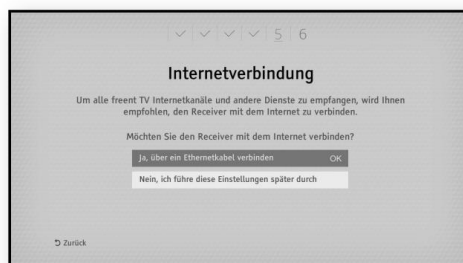 5 6
Internetverbindung
Um alle freent TV Internetkanäle und andere Dienste zu empfangen, wird Ihnen
empfohlen, den Receiver mit dem Internet zu verbinden.
Möchten Sie den Receiver mit dem Internet verbinden?
Ja, über ein Ethernetkabel verbinden OK
Nein, ich führe diese Einstellungen später durch
Zurück